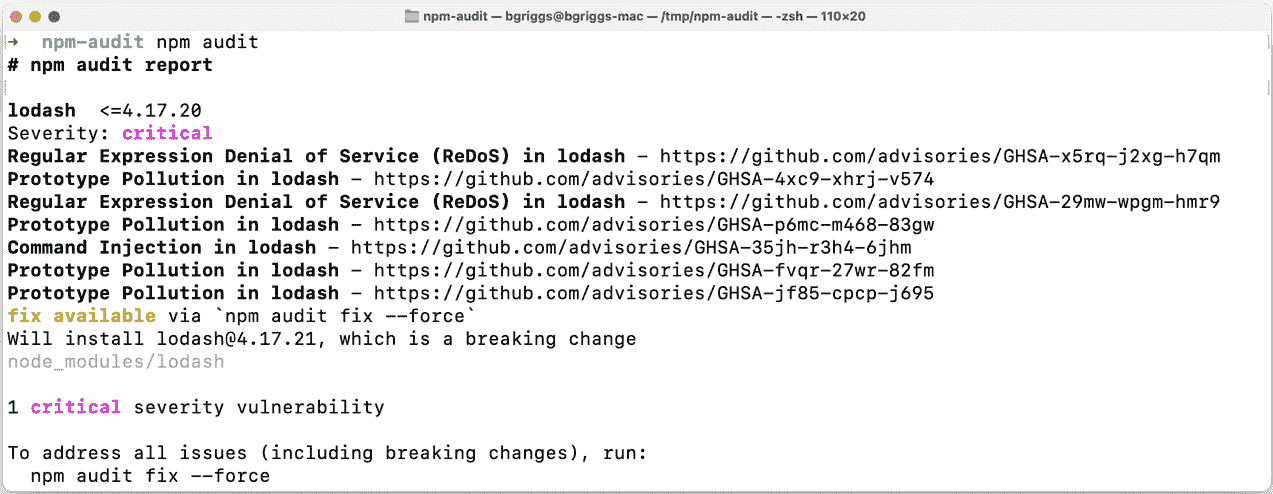 npm-audit — bgriggs@bgriggs-mac — /tmp/npm-audit — -zsh — 110×20
→  npm-audit npm audit
# npm audit report

lodash  <=4.17.20
Severity: critical
Regular Expression Denial of Service (ReDoS) in lodash - https://github.com/advisories/GHSA-x5rq-j2xg-h7qm
Prototype Pollution in lodash - https://github.com/advisories/GHSA-4xc9-xhrj-v574
Regular Expression Denial of Service (ReDoS) in lodash - https://github.com/advisories/GHSA-29mw-wpgm-hmr9
Prototype Pollution in lodash - https://github.com/advisories/GHSA-p6mc-m468-83gw
Command Injection in lodash - https://github.com/advisories/GHSA-35jh-r3h4-6jhm
Prototype Pollution in lodash - https://github.com/advisories/GHSA-fvqr-27wr-82fm
Prototype Pollution in lodash - https://github.com/advisories/GHSA-jf85-cpcp-j695
fix available via `npm audit fix --force`
Will install lodash@4.17.21, which is a breaking change
node_modules/lodash

1 critical severity vulnerability

To address all issues (including breaking changes), run:
  npm audit fix --force